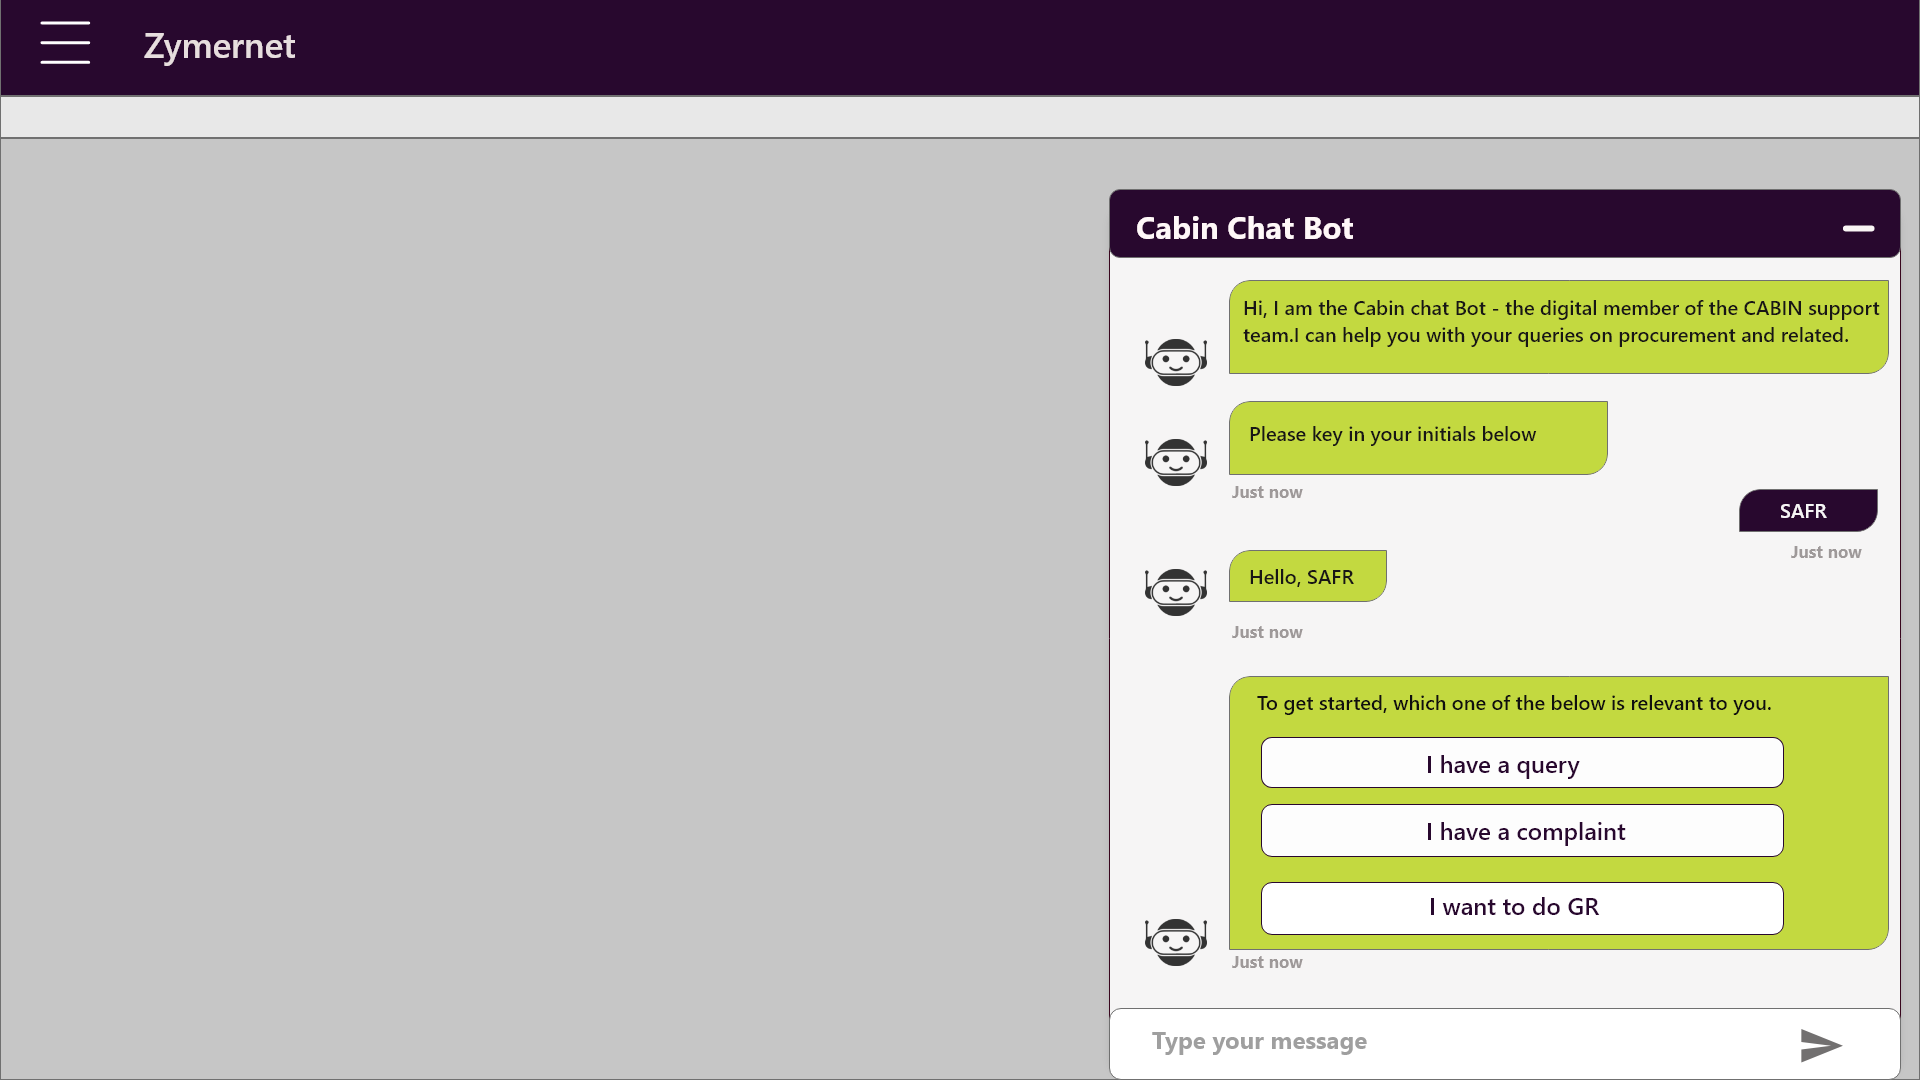 Zymernet
Cabin Chat Bot
Hi, I am the Cabin chat Bot - the digital member of the CABIN support
team.I can help you with your queries on procurement and related.
Please key in your initials below
Just now
SAFR
Just now
Hello, SAFR
Just now
To get started, which one of the below is relevant to you.
I have a query
I have a complaint
I want to do GR
Just now
Type your message